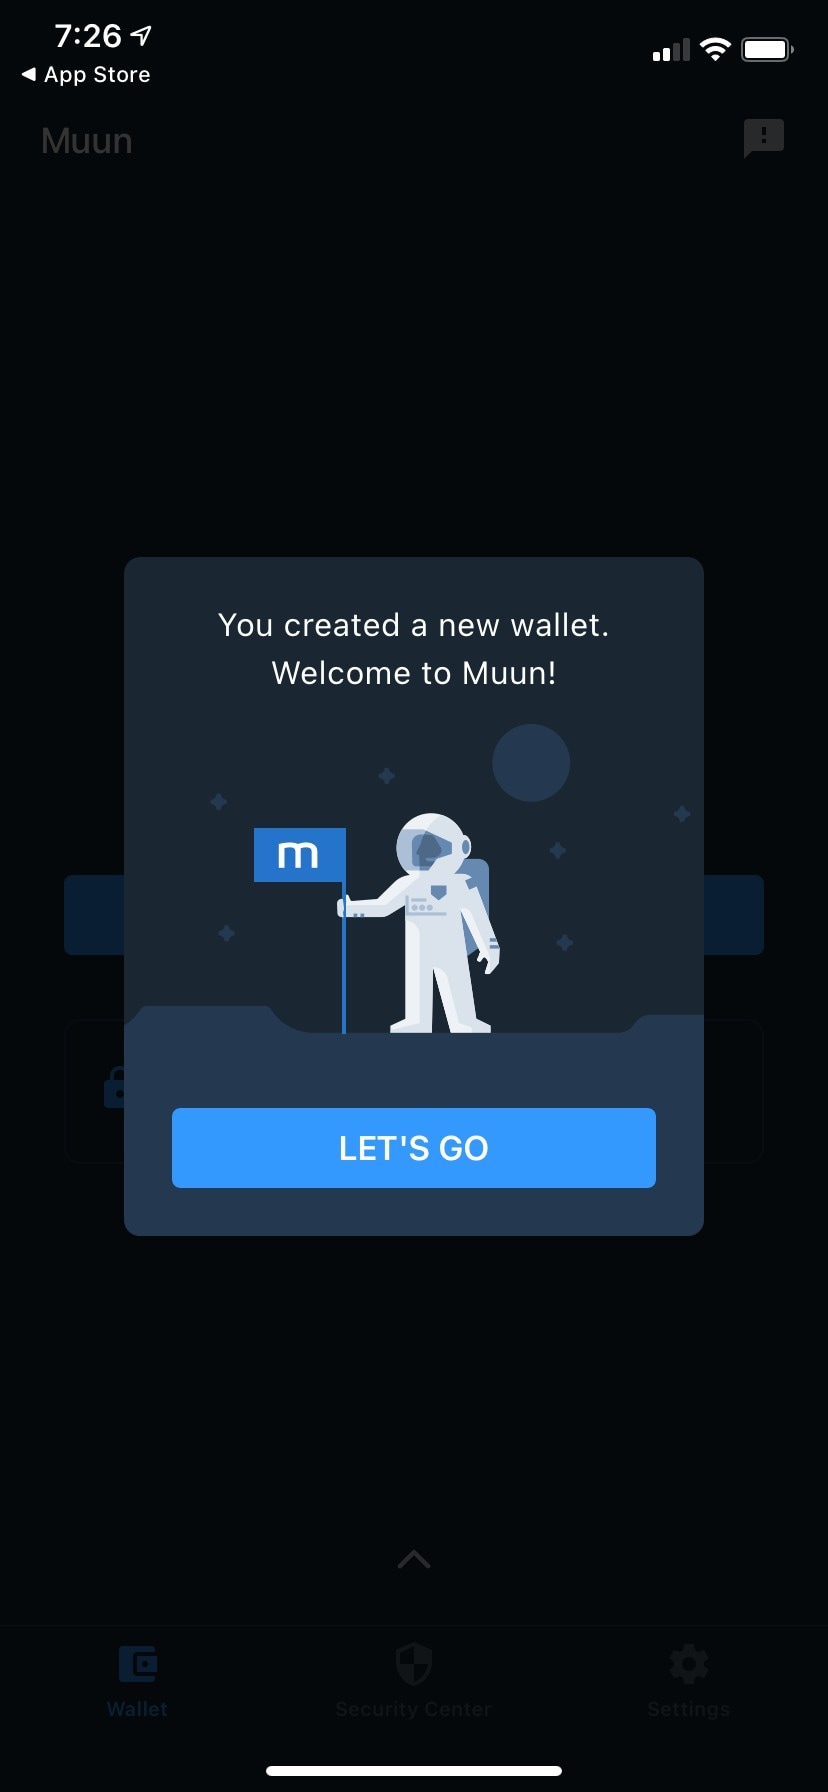 7:26
App Store
Muun
You created a new wallet.
Welcome to Muun!
m
LET'S GO
Wallet
Security Center
Settings